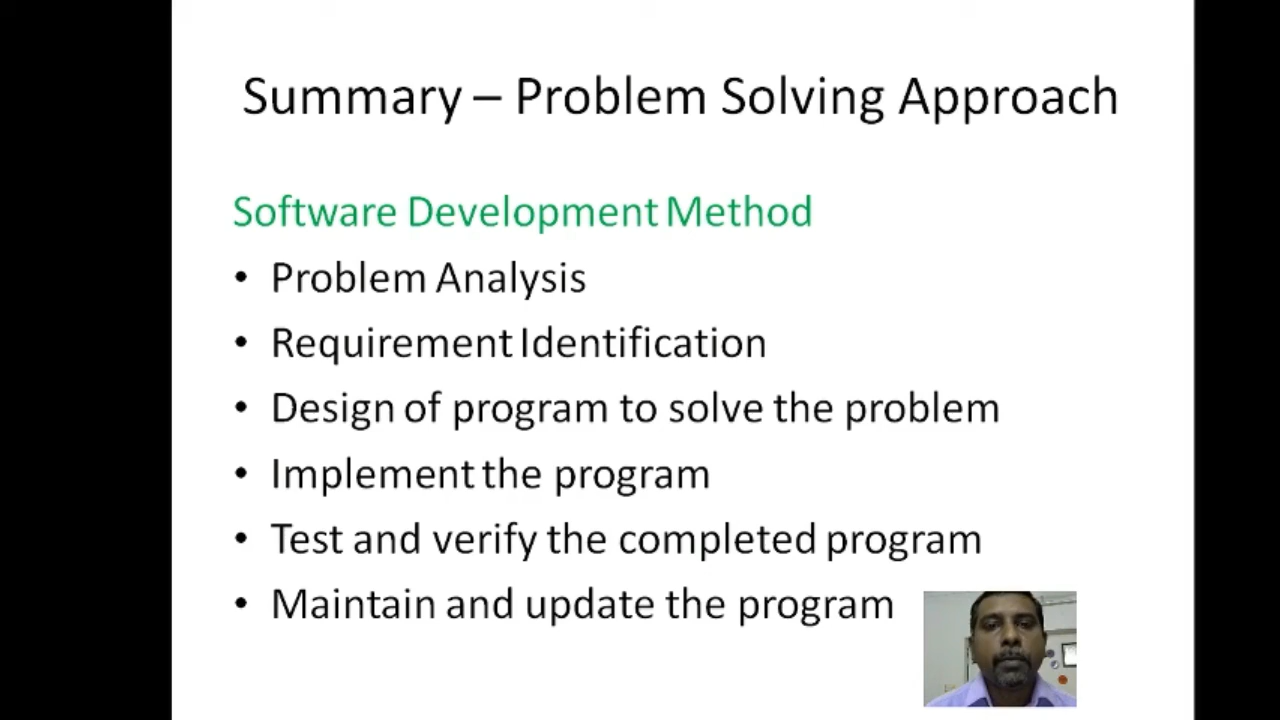 Summary – Problem Solving Approach
Software Development Method
• Problem Analysis
• Requirement Identification
• Design of program to solve the problem
• Implement the program
• Test and verify the completed program
• Maintain and update the program